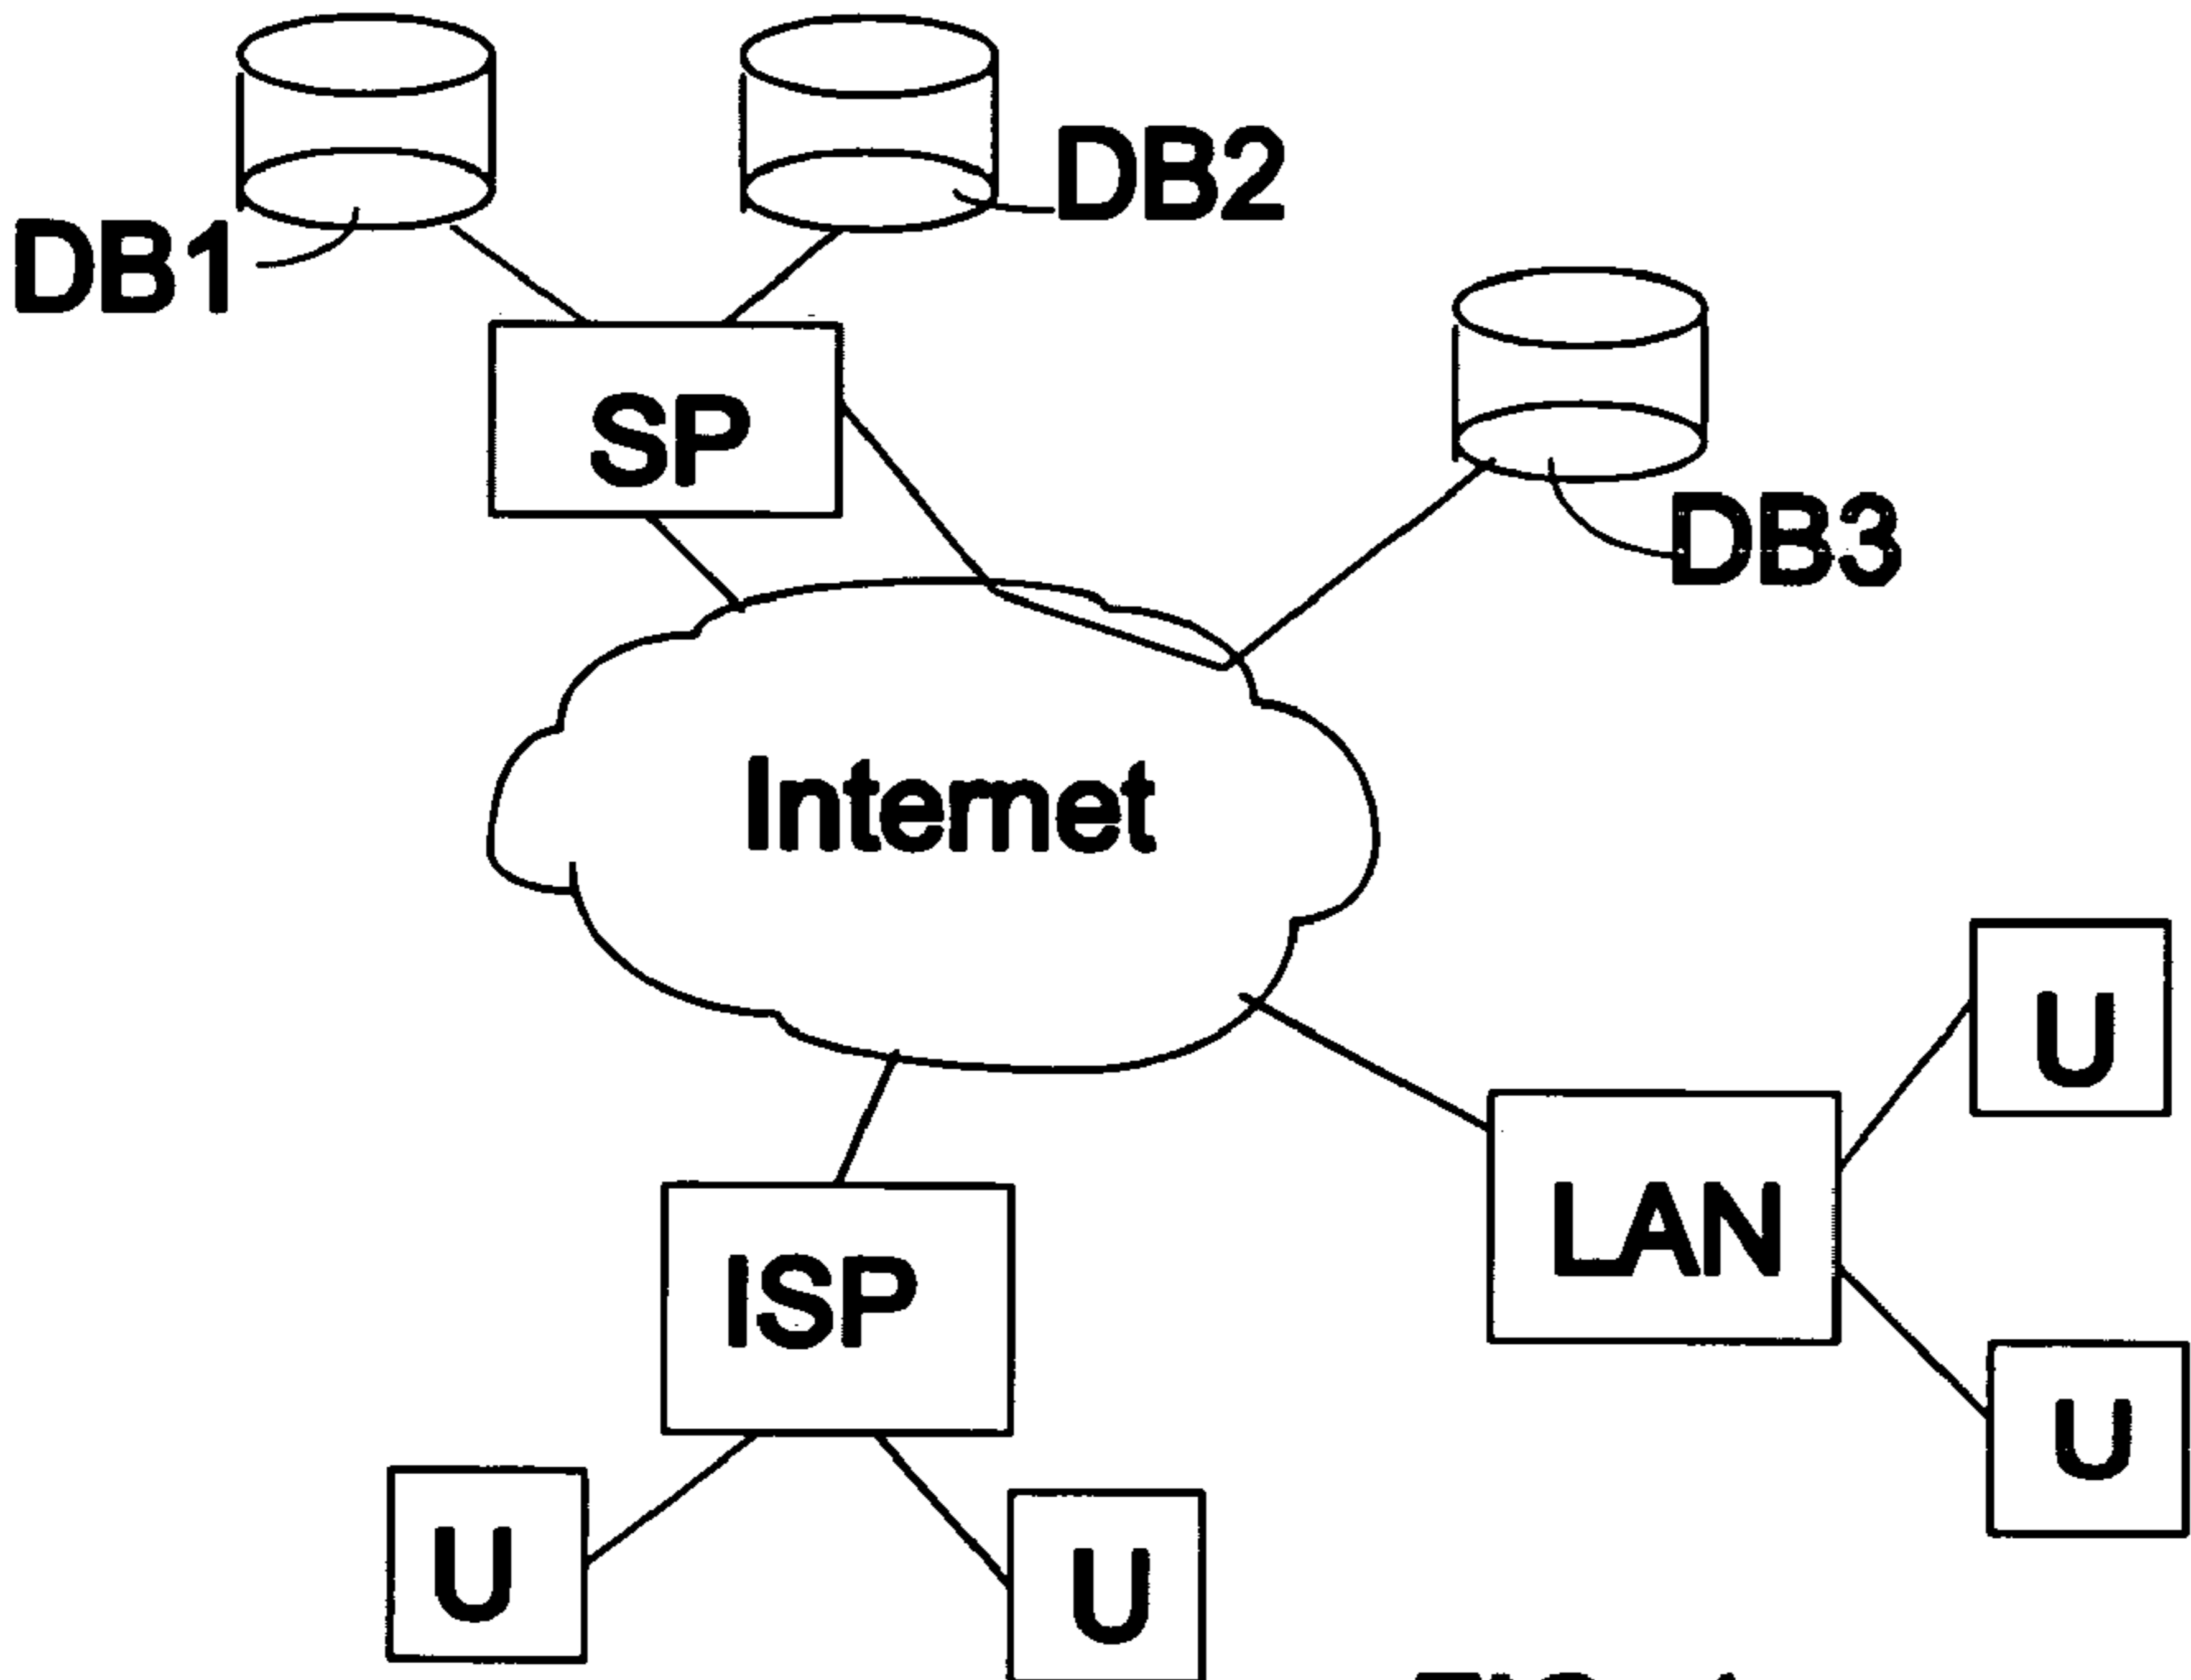 DB1
DB2
SP
DB3
Internet
U
LAN
ISP
U
U
U